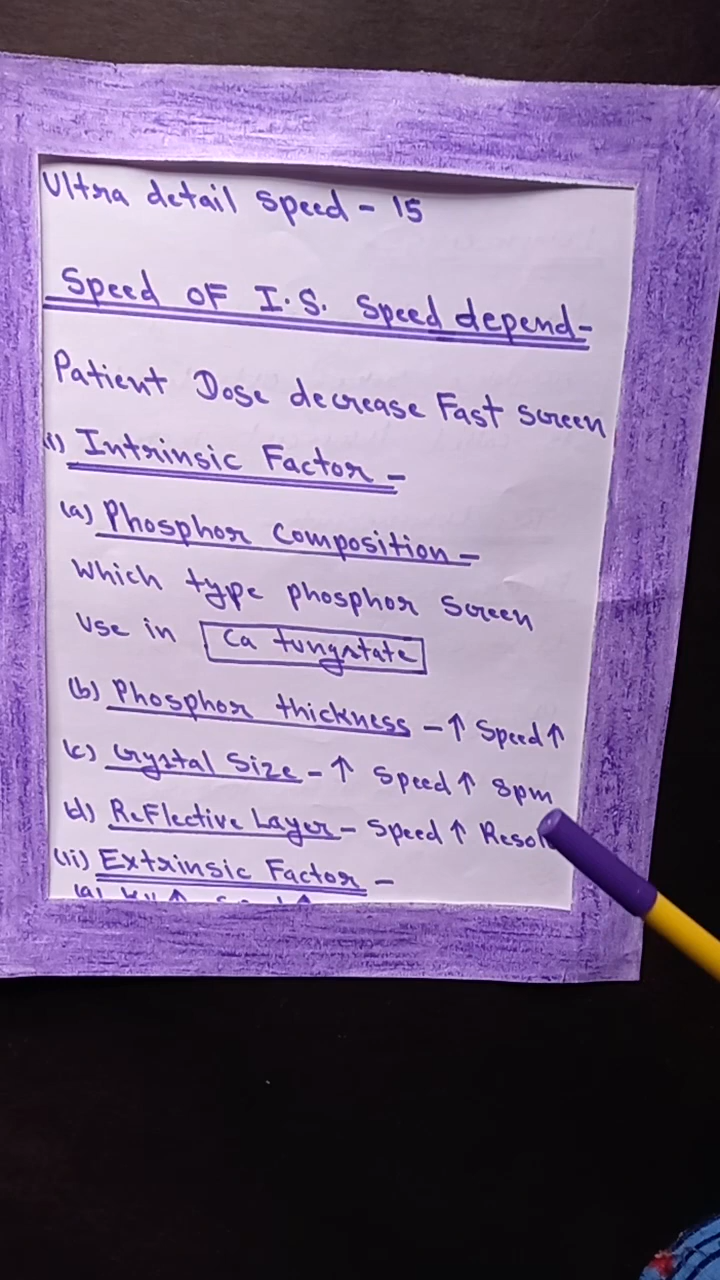 Ultra detail speed - 15
Speed OF I.S. Speed depend-
Patient Dose decrease Fast screen
(i) Intrinsic Factor -
(a) Phosphor Composition -
Which type phosphor screen
use in Ca tungstate
(b) Phosphor thickness - ↑ Speed ↑
(c) Crystal Size - ↑ Speed ↑ 8pm
(d) Reflective Layer - Speed ↑
(ii) Extrinsic Factor -